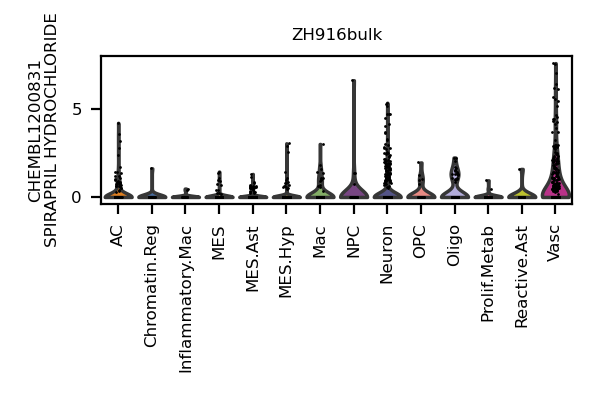 ZH916bulk
CHEMBL1200831
SPIRAPRIL HYDROCHLORIDE
5
0
AC
Chromatin.Reg
Inflammatory.Mac
MES
MES.Ast
MES.Hyp
Mac
NPC
Neuron
OPC
Oligo
Prolif.Metab
Reactive.Ast
Vasc